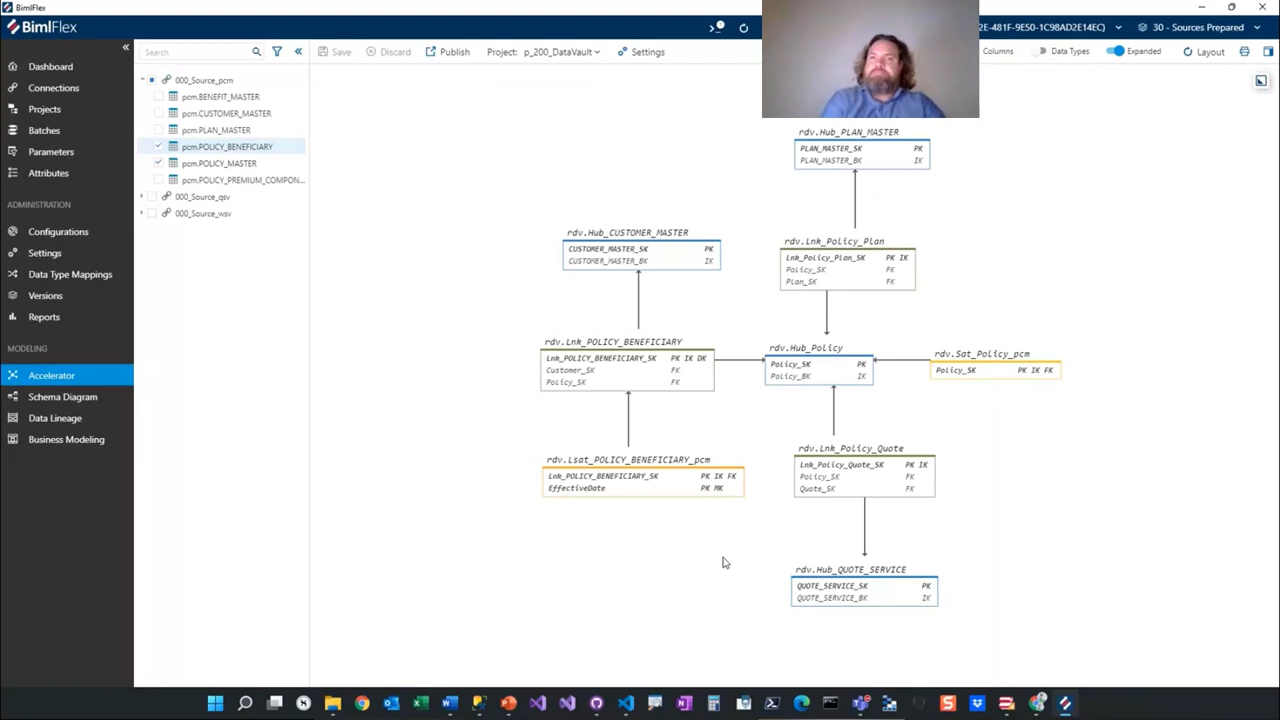 BimlFlex
BimlFlex
2E-481F-9E50-1C98AD2E14EC)
30 - Sources Prepared
Search
Save
Discard
Publish
Project: p_200_DataVault
Settings
Columns
Data Types
Expanded
Layout
Dashboard
Connections
Projects
Batches
Parameters
Attributes
ADMINISTRATION
Configurations
Settings
Data Type Mappings
Versions
Reports
MODELING
Accelerator
Schema Diagram
Data Lineage
Business Modeling
000_Source_pcm
pcm.BENEFIT_MASTER
pcm.CUSTOMER_MASTER
pcm.PLAN_MASTER
pcm.POLICY_BENEFICIARY
pcm.POLICY_MASTER
pcm.POLICY_PREMIUM_COMPON...
000_Source_qsv
000_Source_wsv
rdv.Hub_PLAN_MASTER
PLAN_MASTER_SK PK
PLAN_MASTER_BK IK
rdv.Hub_CUSTOMER_MASTER
CUSTOMER_MASTER_SK PK
CUSTOMER_MASTER_BK IK
rdv.Lnk_Policy_Plan
Lnk_Policy_Plan_SK PK IK
Policy_SK FK
Plan_SK FK
rdv.Lnk_POLICY_BENEFICIARY
Lnk_POLICY_BENEFICIARY_SK PK IK DK
Customer_SK FK
Policy_SK FK
rdv.Hub_Policy
Policy_SK PK
Policy_BK IK
rdv.Sat_Policy_pcm
Policy_SK PK IK FK
rdv.Lsat_POLICY_BENEFICIARY_pcm
Lnk_POLICY_BENEFICIARY_SK PK IK FK
EffectiveDate PK MK
rdv.Lnk_Policy_Quote
Lnk_Policy_Quote_SK PK IK
Policy_SK FK
Quote_SK FK
rdv.Hub_QUOTE_SERVICE
QUOTE_SERVICE_SK PK
QUOTE_SERVICE_BK IK